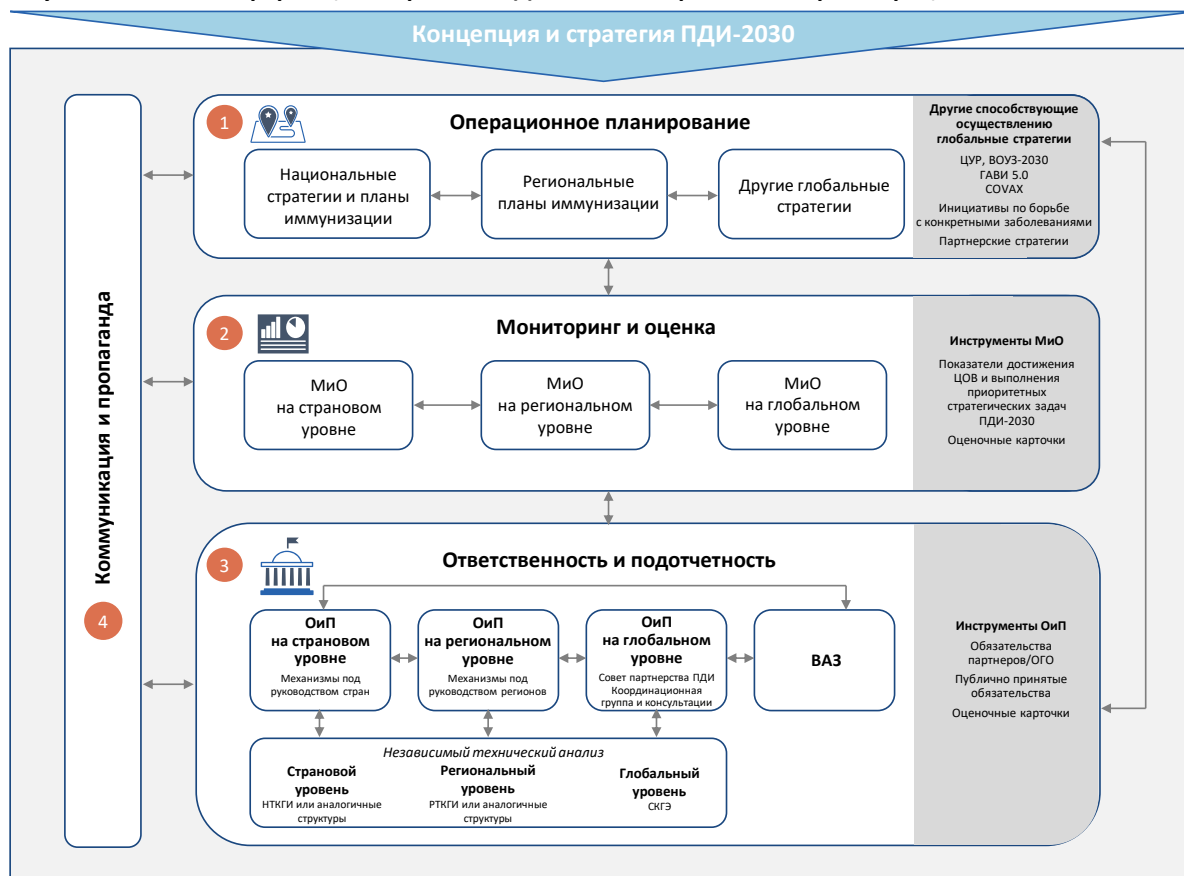 Концепция и стратегия ПДИ-2030
1
Операционное планирование
Национальные
стратегии и планы
иммунизации
Региональные
планы иммунизации
Другие глобальные
стратегии
Другие способствующие
осуществлению
глобальные стратегии
ЦУР, ВОУЗ-2030
ГАВИ 5.0
COVAX
Инициативы по борьбе
с конкретными заболеваниями
Партнерские стратегии
2
Мониторинг и оценка
МиО
на страновом
уровне
МиО
на региональном
уровне
МиО
на глобальном
уровне
Инструменты МиО
Показатели достижения
ЦОВ и выполнения
приоритетных
стратегических задач
ПДИ-2030
Оценочные карточки
3
Ответственность и подотчетность
ОиП
на страновом
уровне
Механизмы под
руководством стран
ОиП
на региональном
уровне
Механизмы под
руководством регионов
ОиП
на глобальном
уровне
Совет партнерства ПДИ
Координационная
группа и консультации
ВАЗ
Независимый технический анализ
Страновой
уровень
НТКГИ или аналогичные
структуры
Региональный
уровень
РТКГИ или аналогичные
структуры
Глобальный
уровень
СКГЭ
Инструменты ОиП
Обязательства
партнеров/ОГО
Публично принятые
обязательства
Оценочные карточки
Коммуникация и пропаганда
4